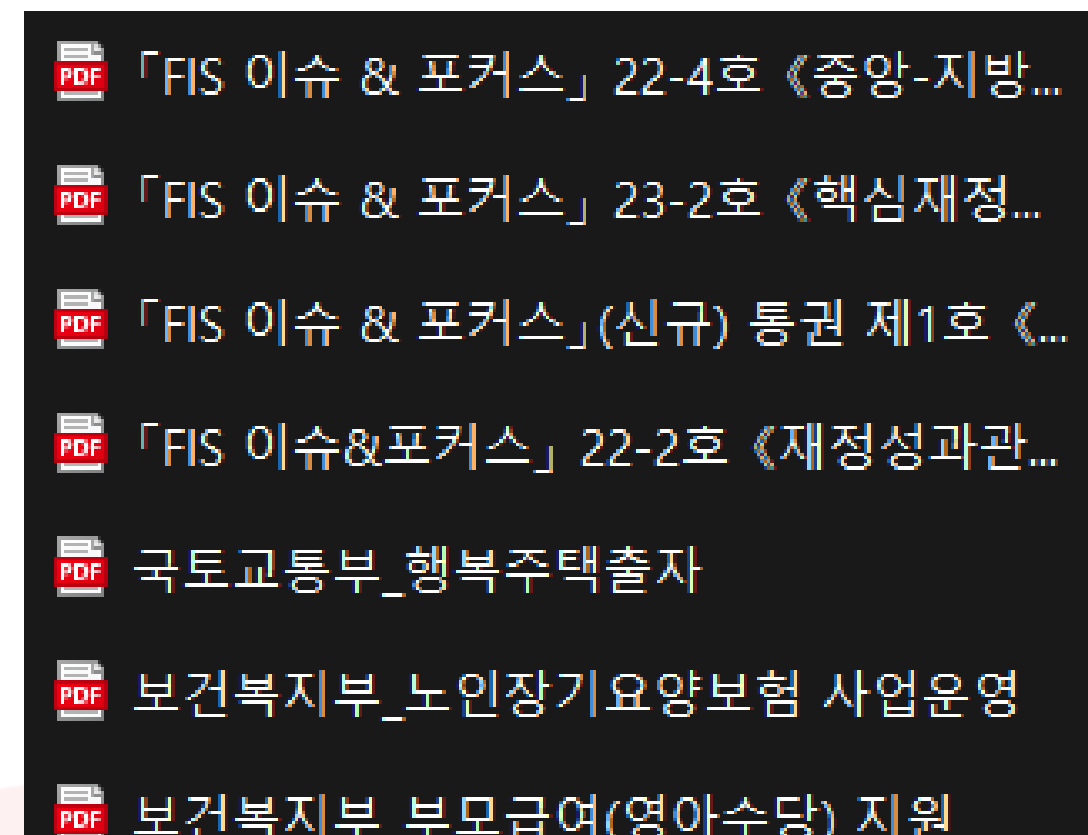 PDF 「FIS 이슈 & 포커스」 22-4호 《중앙-지방...
PDF 「FIS 이슈 & 포커스」 23-2호 《핵심재정...
PDF 「FIS 이슈 & 포커스」(신규) 통권 제1호 《...
PDF 「FIS 이슈&포커스」 22-2호 《재정성과관...
PDF 국토교통부_행복주택출자
PDF 보건복지부_노인장기요양보험 사업운영
PDF 보건복지부_부모급여(영아수당) 지원